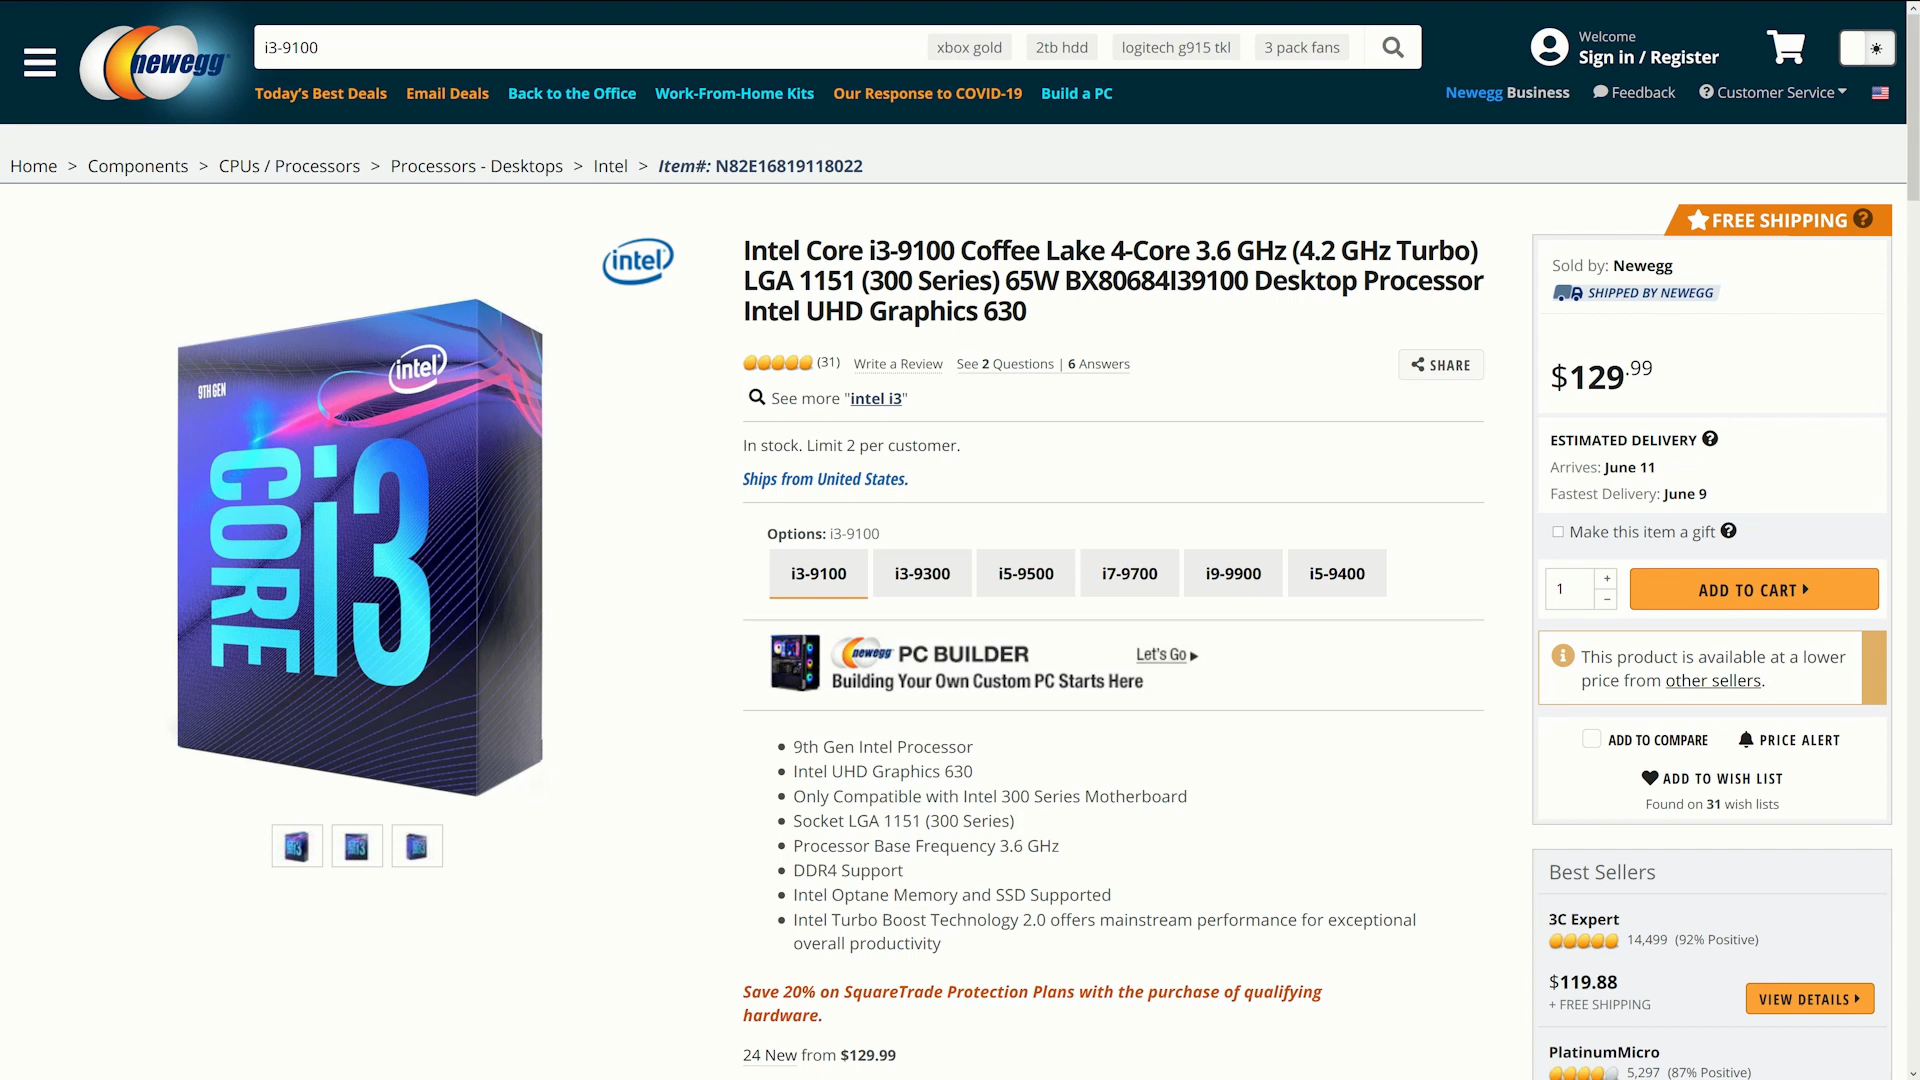 newegg
i3-9100
xbox gold
2tb hdd
logitech g915 tkl
3 pack fans
Welcome
Sign in / Register
Today's Best Deals
Email Deals
Back to the Office
Work-From-Home Kits
Our Response to COVID-19
Build a PC
Newegg Business
Feedback
Customer Service
Home > Components > CPUs / Processors > Processors - Desktops > Intel > Item#: N82E16819118022
intel
9TH GEN
intel
CORE i3
Intel Core i3-9100 Coffee Lake 4-Core 3.6 GHz (4.2 GHz Turbo)
LGA 1151 (300 Series) 65W BX80684I39100 Desktop Processor
Intel UHD Graphics 630
(31) Write a Review See 2 Questions | 6 Answers
SHARE
See more "intel i3"
In stock. Limit 2 per customer.
Ships from United States.
Options: i3-9100
i3-9100
i3-9300
i5-9500
i7-9700
i9-9900
i5-9400
newegg PC BUILDER
Let's Go
Building Your Own Custom PC Starts Here
9th Gen Intel Processor
Intel UHD Graphics 630
Only Compatible with Intel 300 Series Motherboard
Socket LGA 1151 (300 Series)
Processor Base Frequency 3.6 GHz
DDR4 Support
Intel Optane Memory and SSD Supported
Intel Turbo Boost Technology 2.0 offers mainstream performance for exceptional
overall productivity
Save 20% on SquareTrade Protection Plans with the purchase of qualifying
hardware.
24 New from $129.99
FREE SHIPPING
Sold by: Newegg
SHIPPED BY NEWEGG
$129.99
ESTIMATED DELIVERY
Arrives: June 11
Fastest Delivery: June 9
Make this item a gift
1
ADD TO CART
This product is available at a lower
price from other sellers.
ADD TO COMPARE
PRICE ALERT
ADD TO WISH LIST
Found on 31 wish lists
Best Sellers
3C Expert
14,499 (92% Positive)
$119.88
+ FREE SHIPPING
VIEW DETAILS
PlatinumMicro
5,297 (87% Positive)